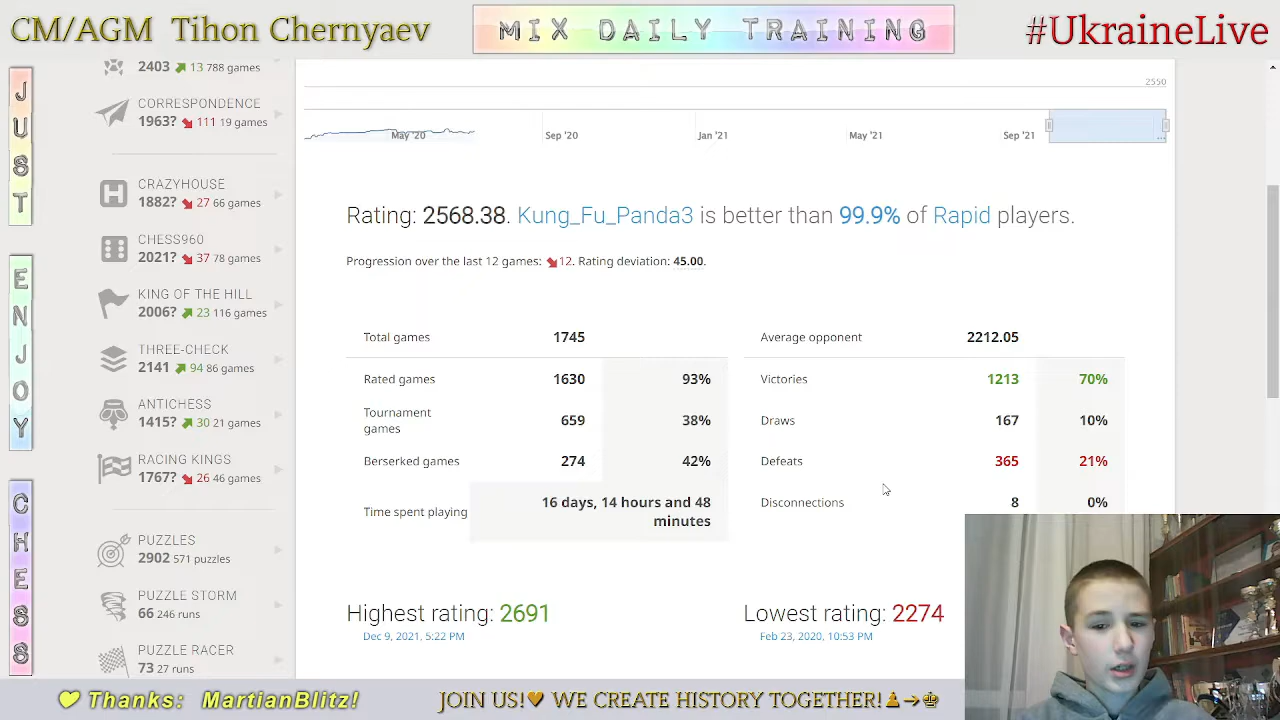 CM/AGM Tihon Chernyaev
MIX DAILY TRAINING
#UkraineLive
JUST
ENJOY
CHESS
2403 13 788 games
CORRESPONDENCE
1963? 111 19 games
CRAZYHOUSE
1882? 27 66 games
CHESS960
2021? 37 78 games
KING OF THE HILL
2006? 23 116 games
THREE-CHECK
2141 94 86 games
ANTICHESS
1415? 30 21 games
RACING KINGS
1767? 26 46 games
PUZZLES
2902 571 puzzles
PUZZLE STORM
66 246 runs
PUZZLE RACER
73 27 runs
2550
May '20 Sep '20 Jan '21 May '21 Sep '21
Rating: 2568.38. Kung_Fu_Panda3 is better than 99.9% of Rapid players.
Progression over the last 12 games: 12. Rating deviation: 45.00.
Total games 1745
Rated games 1630 93%
Tournament
games 659 38%
Berserked games 274 42%
Time spent playing 16 days, 14 hours and 48
minutes
Average opponent 2212.05
Victories 1213 70%
Draws 167 10%
Defeats 365 21%
Disconnections 8 0%
Highest rating: 2691
Dec 9, 2021, 5:22 PM
Lowest rating: 2274
Feb 23, 2020, 10:53 PM
Thanks: MartianBlitz!
JOIN US! WE CREATE HISTORY TOGETHER!